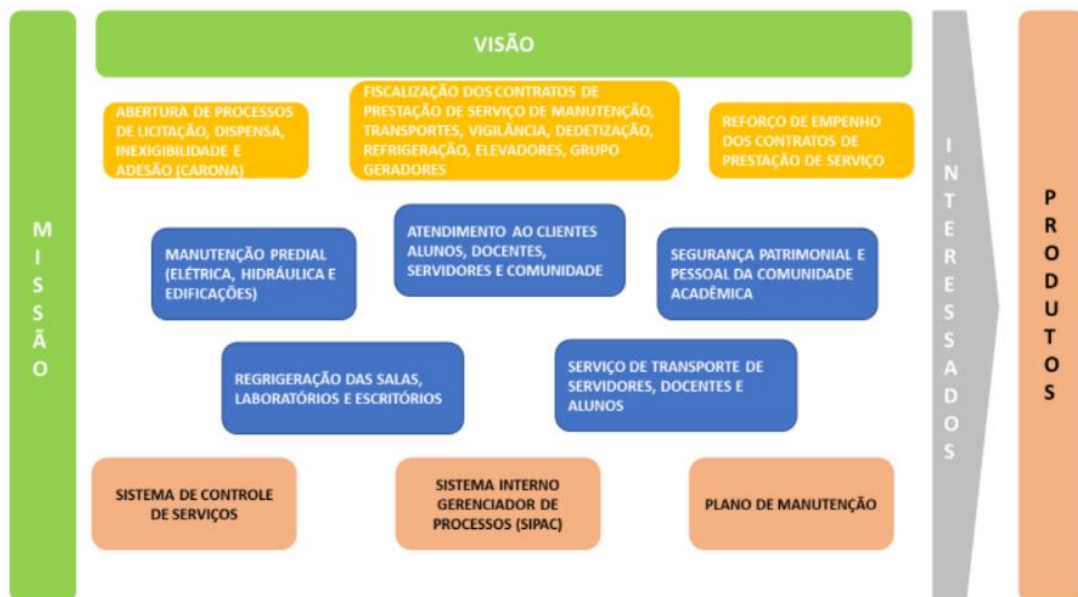 MISSÃO
VISÃO
ABERTURA DE PROCESSOS
DE LICITAÇÃO, DISPENSA,
INEXIGIBILIDADE E
ADESÃO (CARONA)
FISCALIZAÇÃO DOS CONTRATOS DE
PRESTAÇÃO DE SERVIÇO DE MANUTENÇÃO,
TRANSPORTES, VIGILÂNCIA, DEDETIZAÇÃO,
REFRIGERAÇÃO, ELEVADORES, GRUPO
GERADORES
REFORÇO DE EMPENHO
DOS CONTRATOS DE
PRESTAÇÃO DE SERVIÇO
MANUTENÇÃO PREDIAL
(ELÉTRICA, HIDRÁULICA E
EDIFICAÇÕES)
ATENDIMENTO AO CLIENTES
ALUNOS, DOCENTES,
SERVIDORES E COMUNIDADE
SEGURANÇA PATRIMONIAL E
PESSOAL DA COMUNIDADE
ACADÊMICA
REGRIGERAÇÃO DAS SALAS,
LABORATÓRIOS E ESCRITÓRIOS
SERVIÇO DE TRANSPORTE DE
SERVIDORES, DOCENTES E
ALUNOS
SISTEMA DE CONTROLE
DE SERVIÇOS
SISTEMA INTERNO
GERENCIADOR DE
PROCESSOS (SIPAC)
PLANO DE MANUTENÇÃO
INTERESSADOS
PRODUTOS